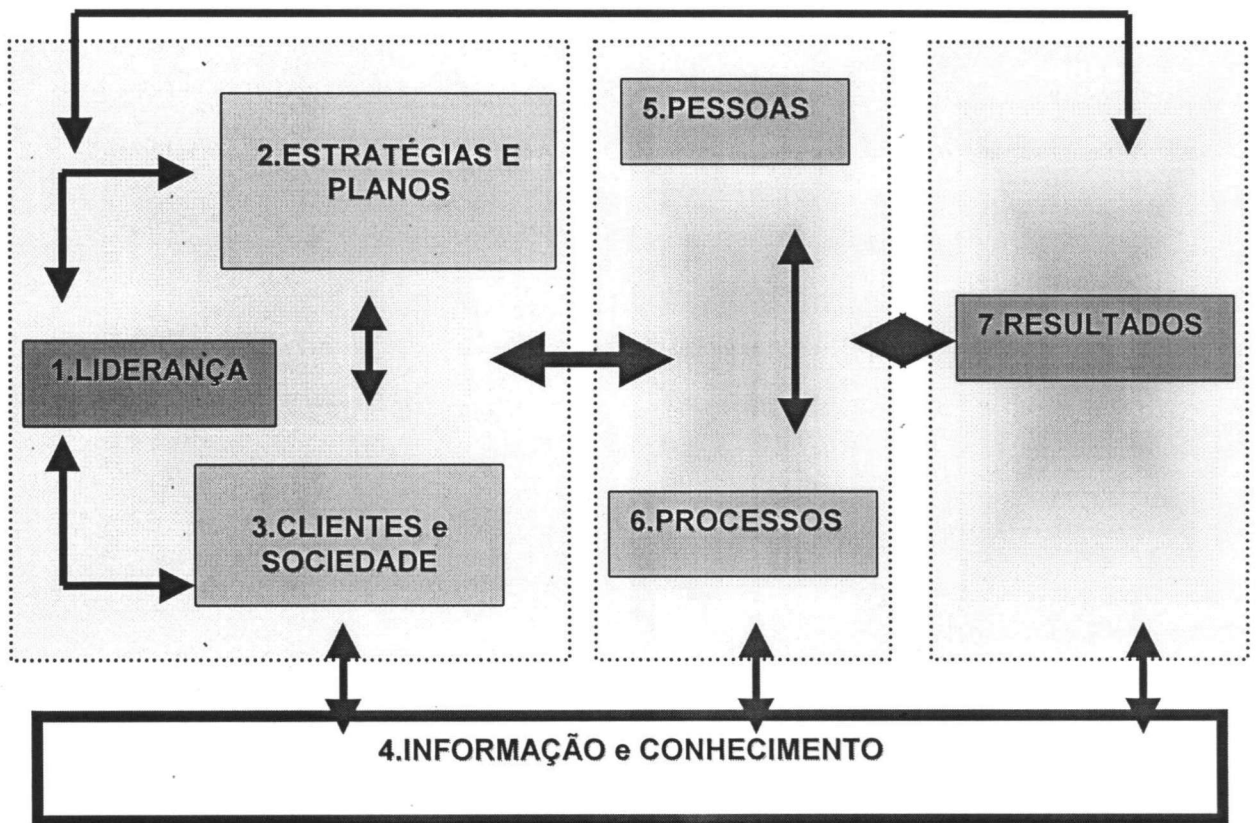 5.PESSOAS
2.ESTRATÉGIAS E
PLANOS
7.RESULTADOS
1.LIDERANÇA
3.CLIENTES e
SOCIEDADE
6.PROCESSOS
4.INFORMAÇÃO e CONHECIMENTO